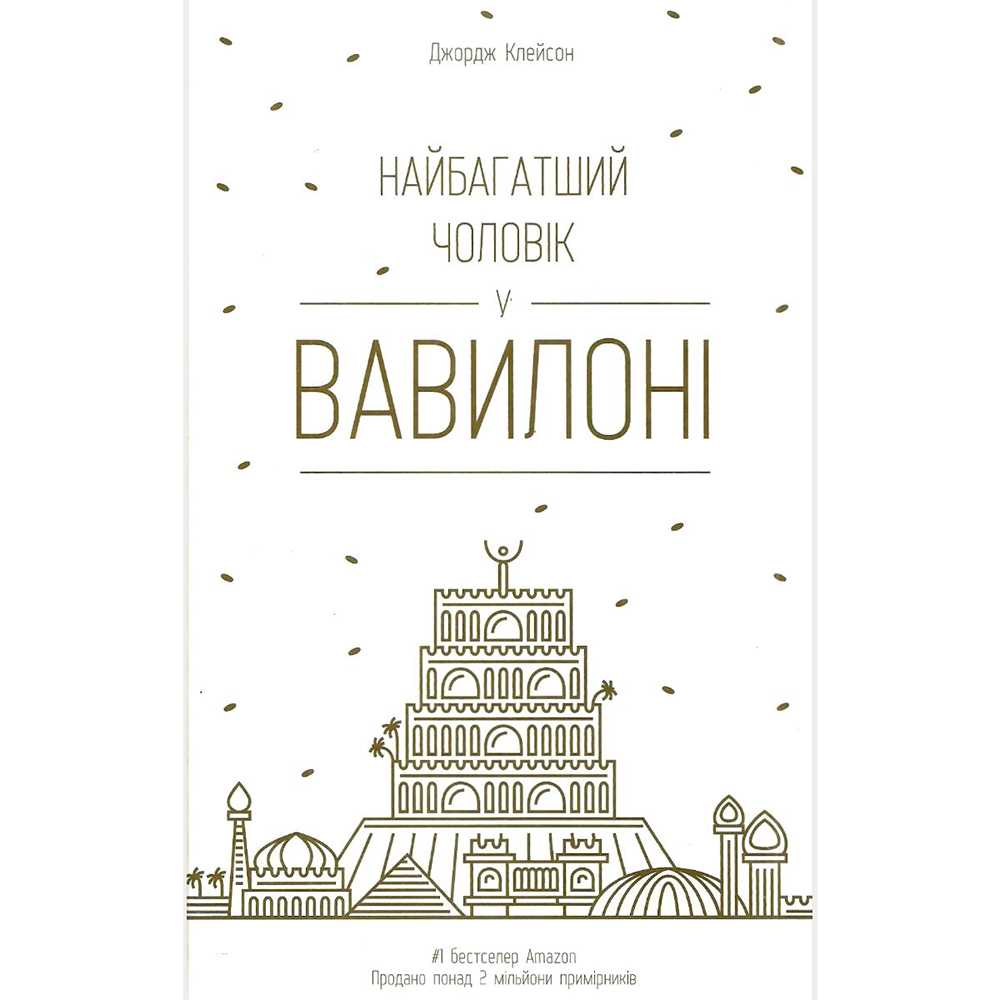 Джордж Клейсон
НАЙБАГАТШИЙ
ЧОЛОВІК
У
ВАВИЛОНІ
#1 бестселер Amazon
Продано понад 2 мільйони примірників